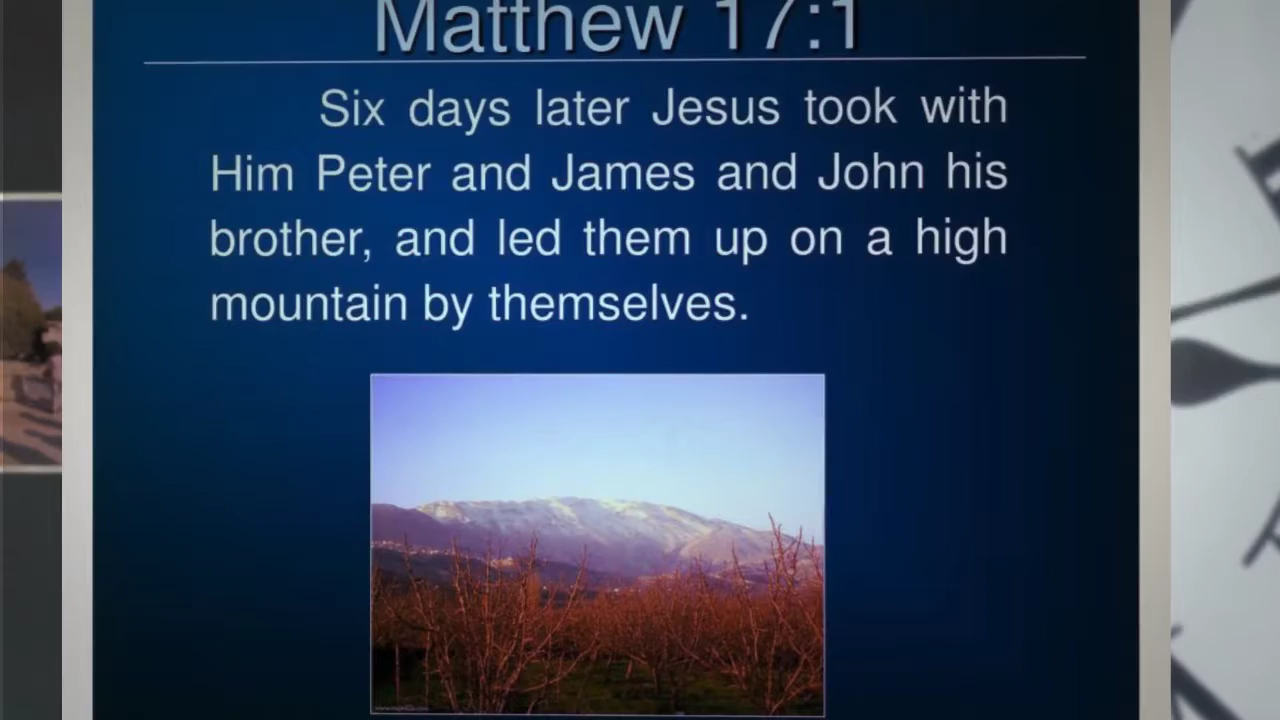 Matthew 17:1
Six days later Jesus took with
Him Peter and James and John his
brother, and led them up on a high
mountain by themselves.